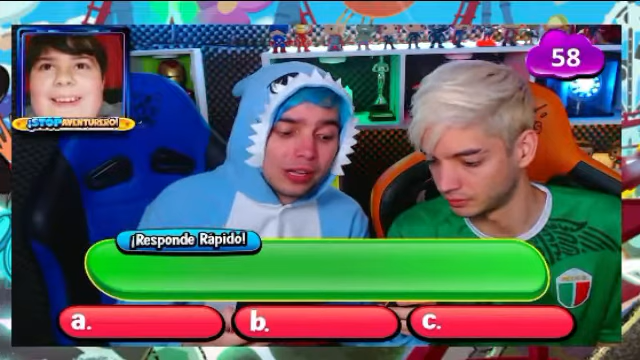 58
¡STOP AVENTURERO!
¡Responde Rápido!
a.
b.
c.